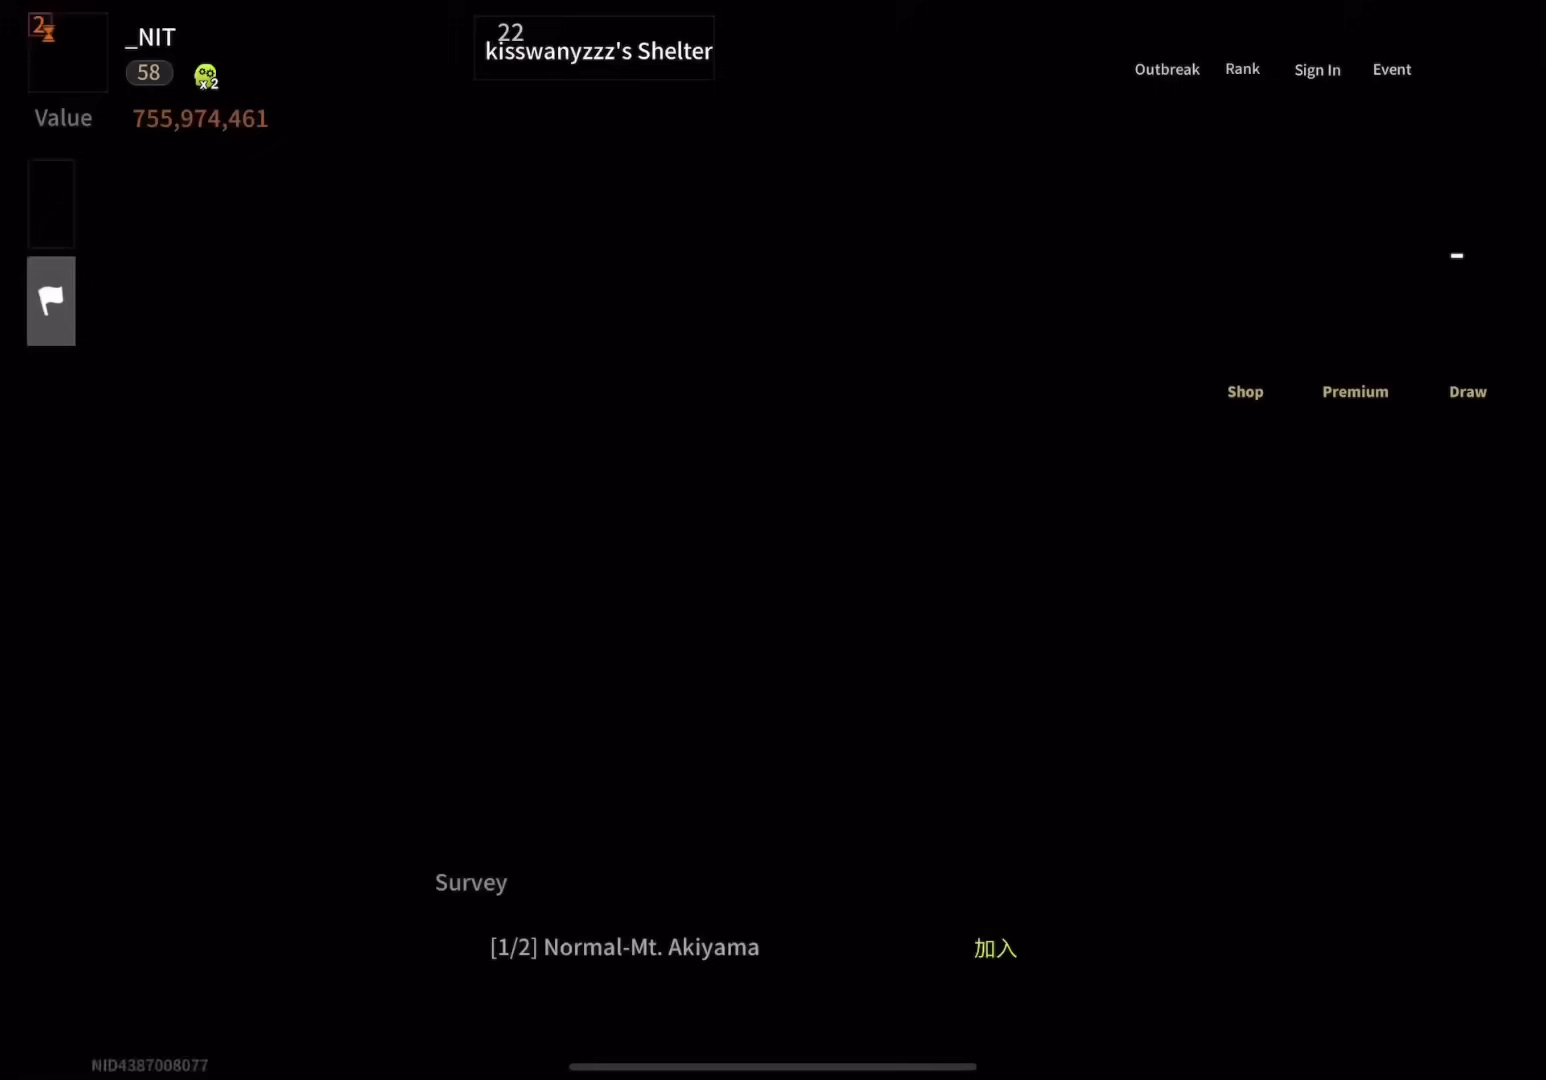 2
_NIT
58
x2
Value 755,974,461
22
kisswanyzzz's Shelter
Outbreak Rank Sign In Event
Shop Premium Draw
Survey
[1/2] Normal-Mt. Akiyama 加入
NID4387008077